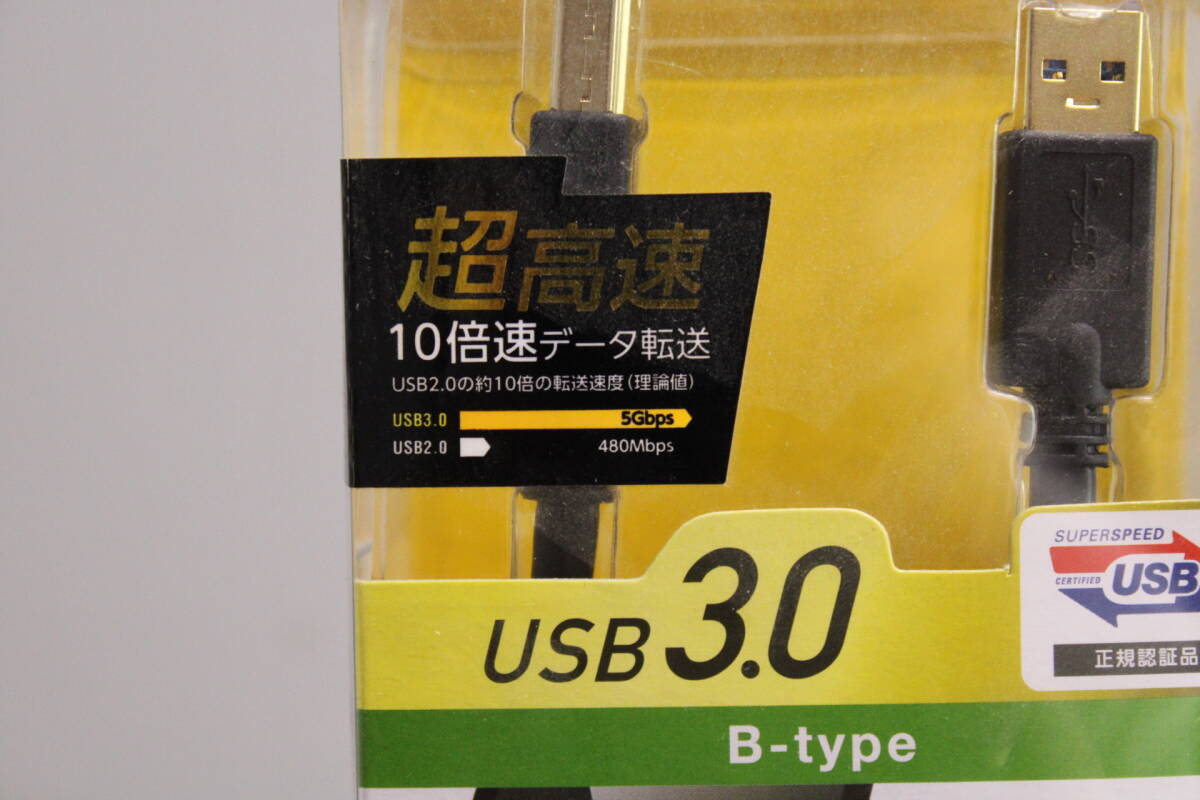 超高速
10倍速データ転送
USB2.0の約10倍の転送速度(理論値)
USB3.0 5Gbps
USB2.0 480Mbps
SUPERSPEED
CERTIFIED USB
正規認証品
USB 3.0
B-type